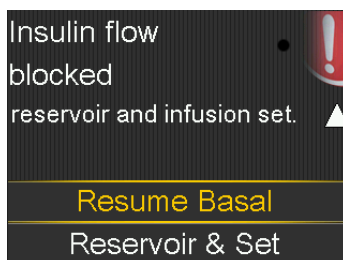 Insulin flow
blocked
reservoir and infusion set.
Resume Basal
Reservoir & Set